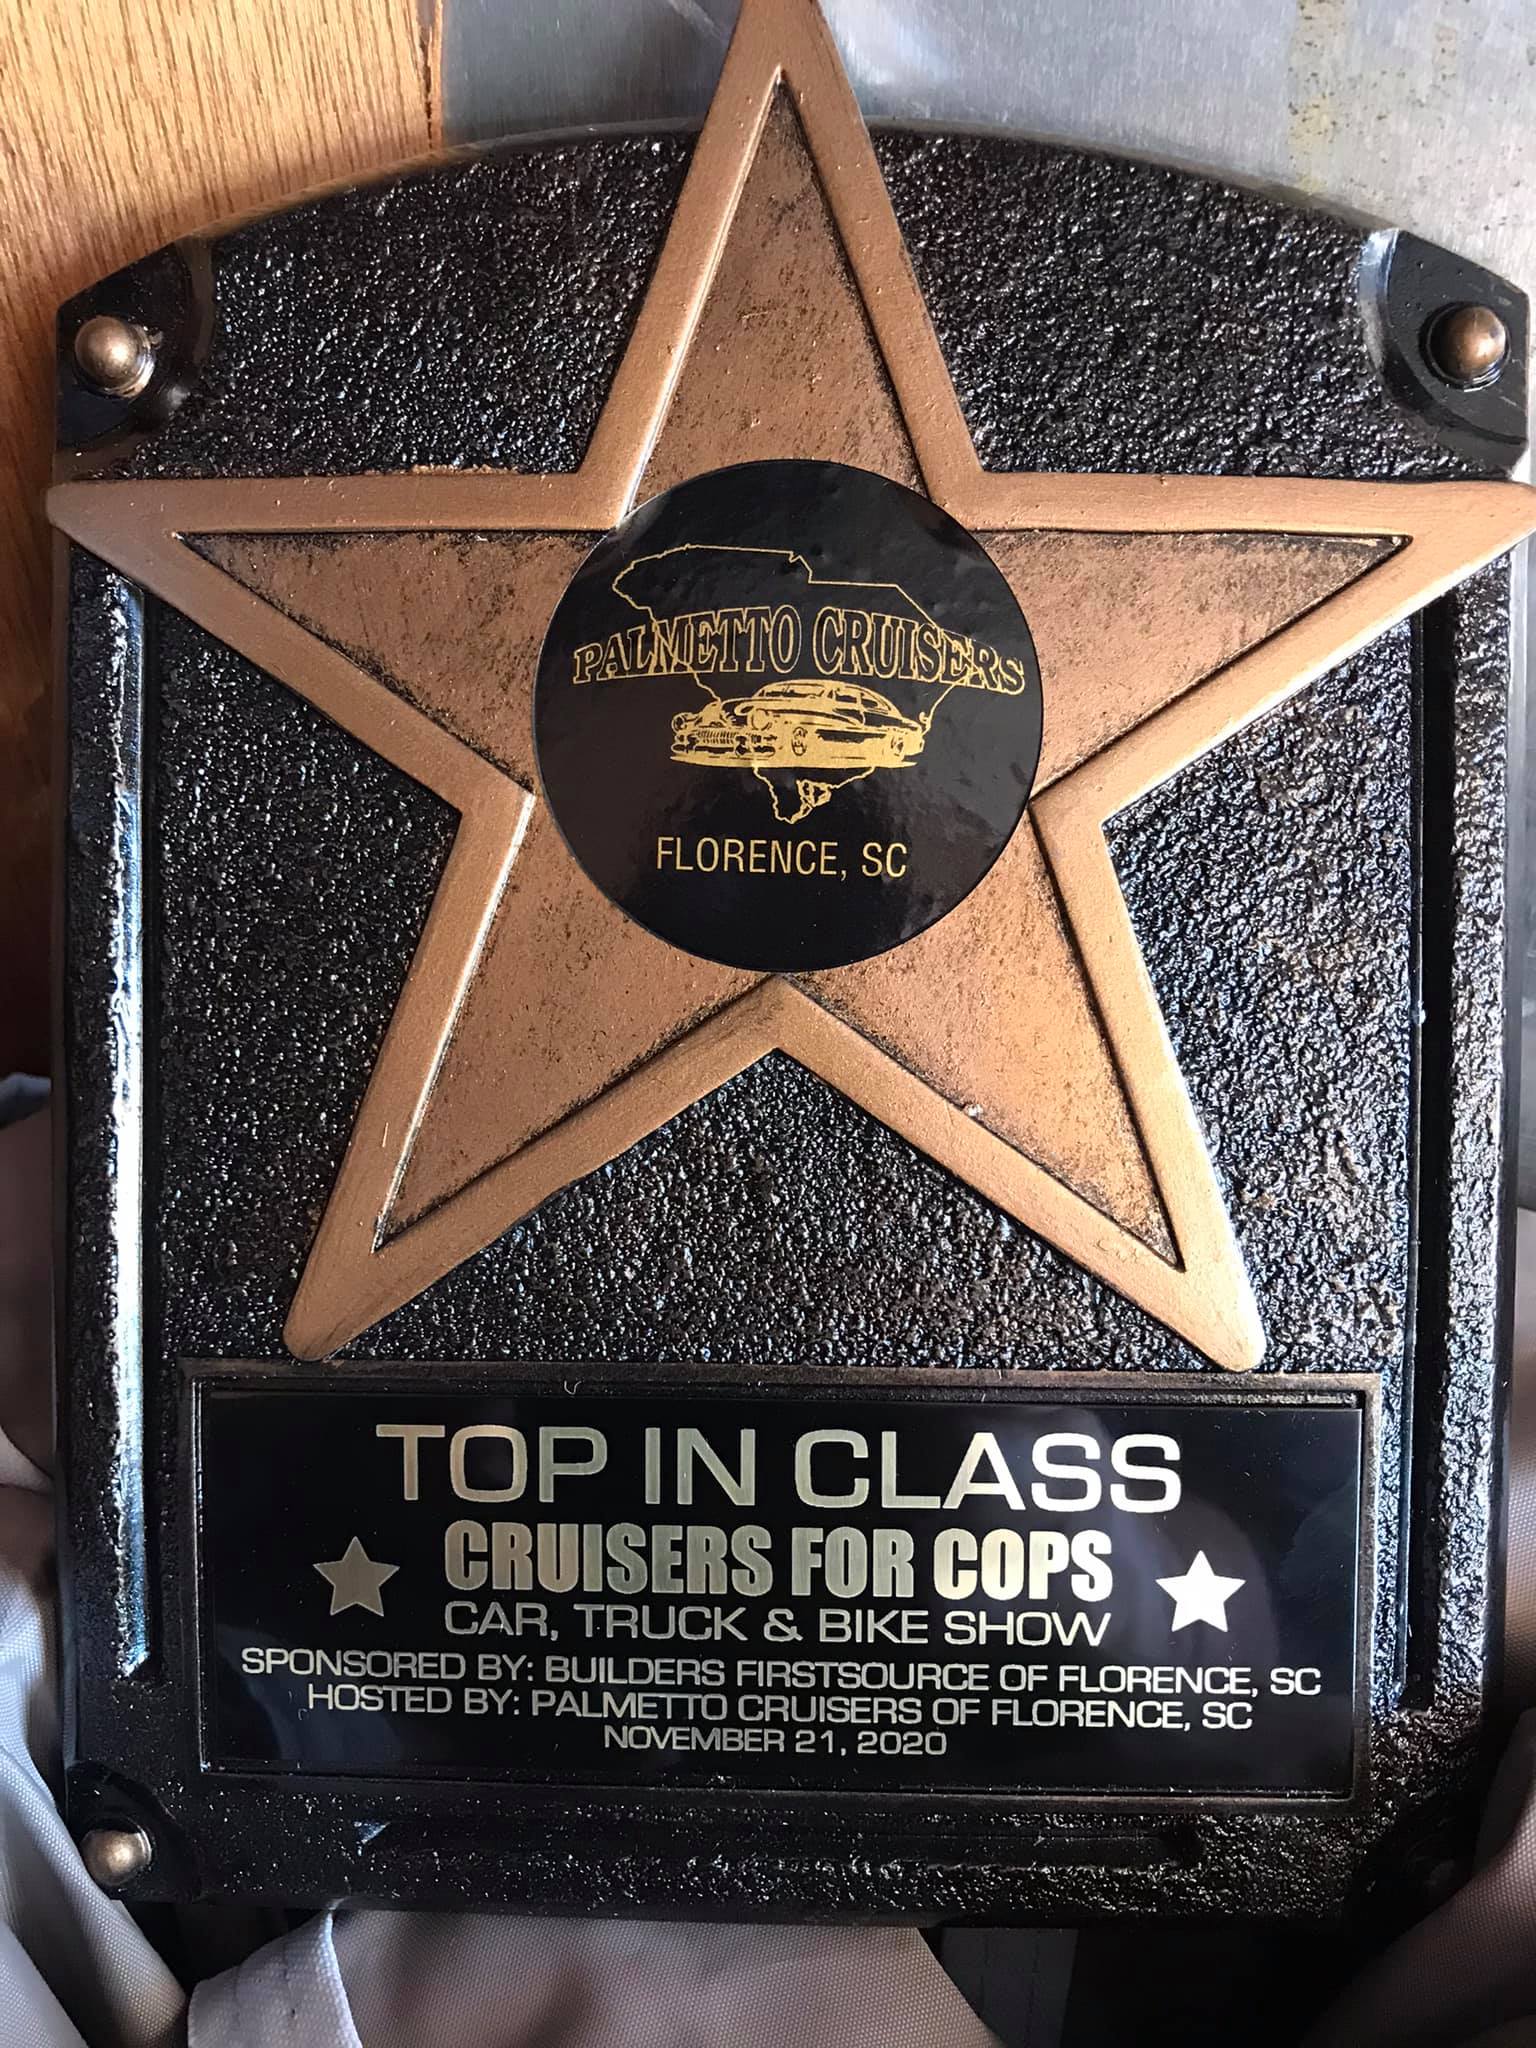 PALMETTO CRUISERS
FLORENCE, SC
TOP IN CLASS
CRUISERS FOR COPS
CAR, TRUCK & BIKE SHOW
SPONSORED BY: BUILDERS FIRSTSOURCE OF FLORENCE, SC
HOSTED BY: PALMETTO CRUISERS OF FLORENCE, SC
NOVEMBER 21, 2020